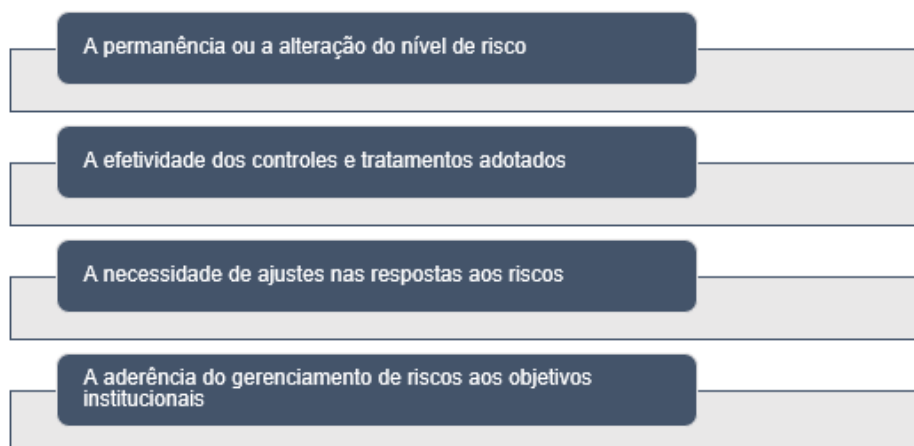 A permanência ou a alteração do nível de risco
A efetividade dos controles e tratamentos adotados
A necessidade de ajustes nas respostas aos riscos
A aderência do gerenciamento de riscos aos objetivos
institucionais